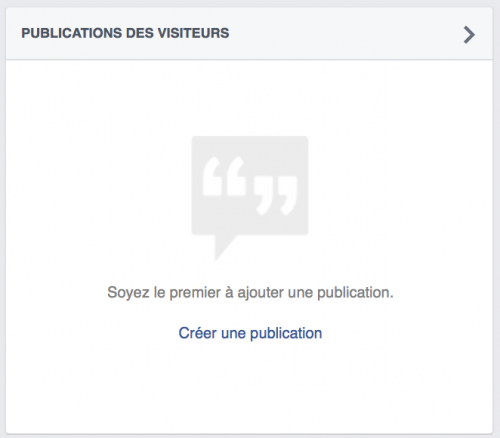 PUBLICATIONS DES VISITEURS
Soyez le premier à ajouter une publication.
Créer une publication